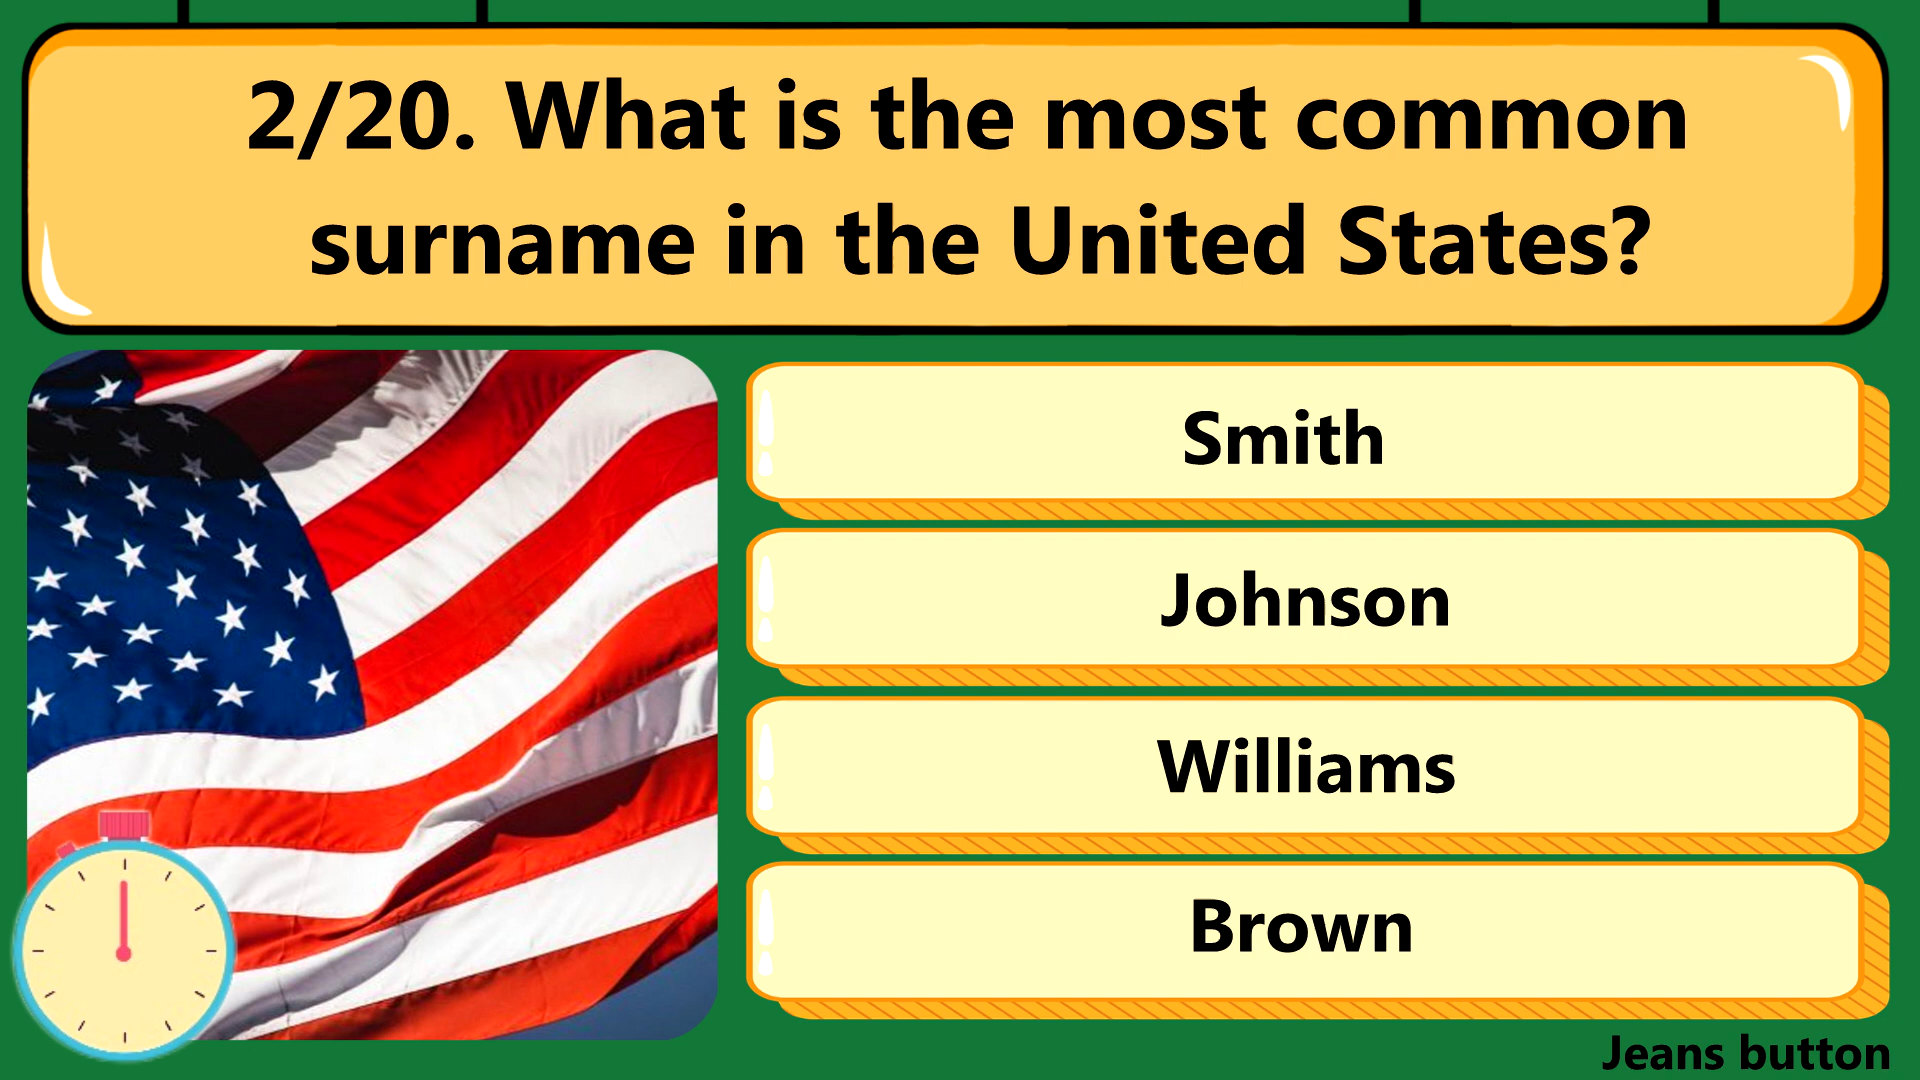 2/20. What is the most common
surname in the United States?
Smith
Johnson
Williams
Brown
Jeans button